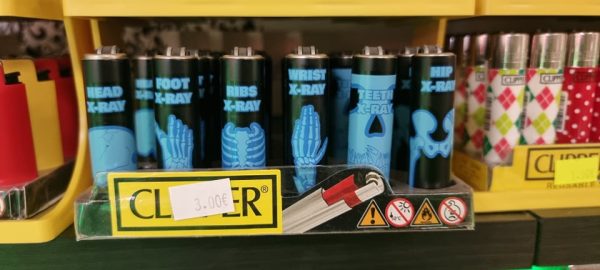 HEAD
X-RAY
FOOT
X-RAY
RIBS
X-RAY
WRIST
X-RAY
TEETH
X-RAY
HIP
X-RAY
CLIPPER®
3.00€
CLIPPER
CLIPPER